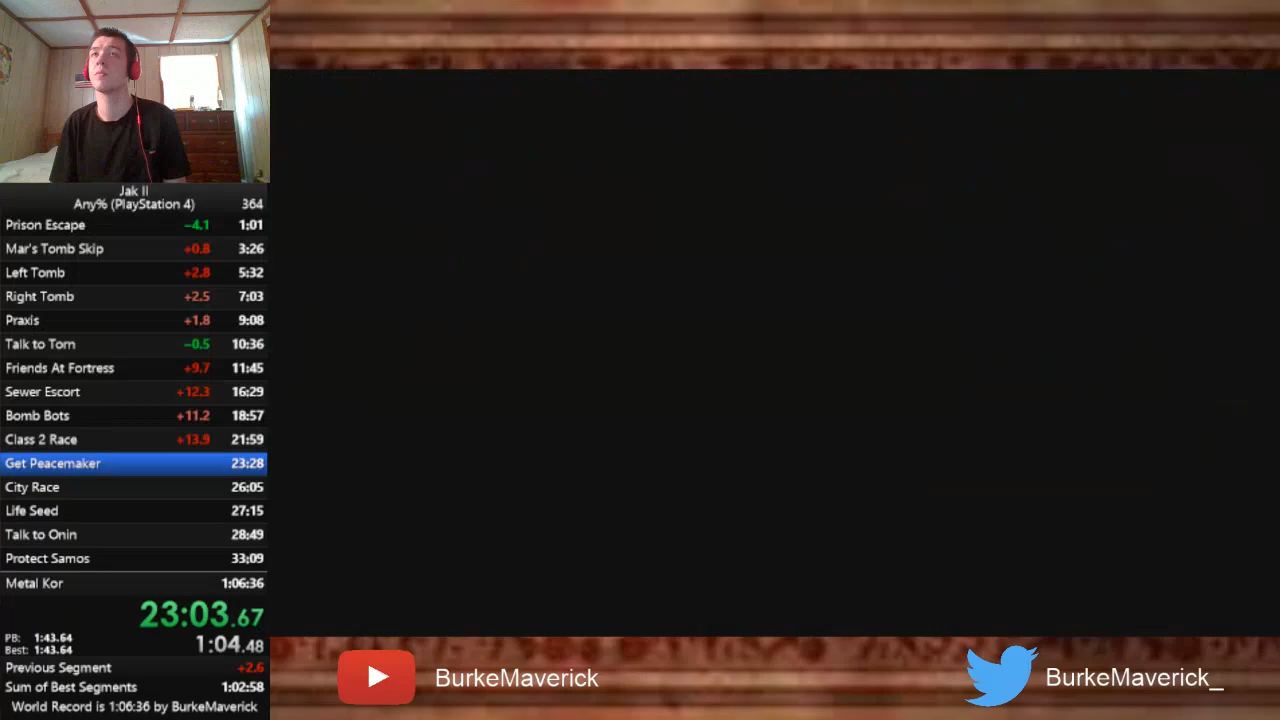 Jak II
Any% (PlayStation 4) 364
Prison Escape −4.1 1:01
Mar's Tomb Skip +0.8 3:26
Left Tomb +2.8 5:32
Right Tomb +2.5 7:03
Praxis +1.8 9:08
Talk to Torn −0.5 10:36
Friends At Fortress +9.7 11:45
Sewer Escort +12.3 16:29
Bomb Bots +11.2 18:57
Class 2 Race +13.9 21:59
Get Peacemaker 23:28
City Race 26:05
Life Seed 27:15
Talk to Onin 28:49
Protect Samos 33:09
Metal Kor 1:06:36
23:03.67
PB: 1:43.64
Best: 1:43.64
1:04.48
Previous Segment +2.6
Sum of Best Segments 1:02:58
World Record is 1:06:36 by BurkeMaverick
BurkeMaverick
BurkeMaverick_